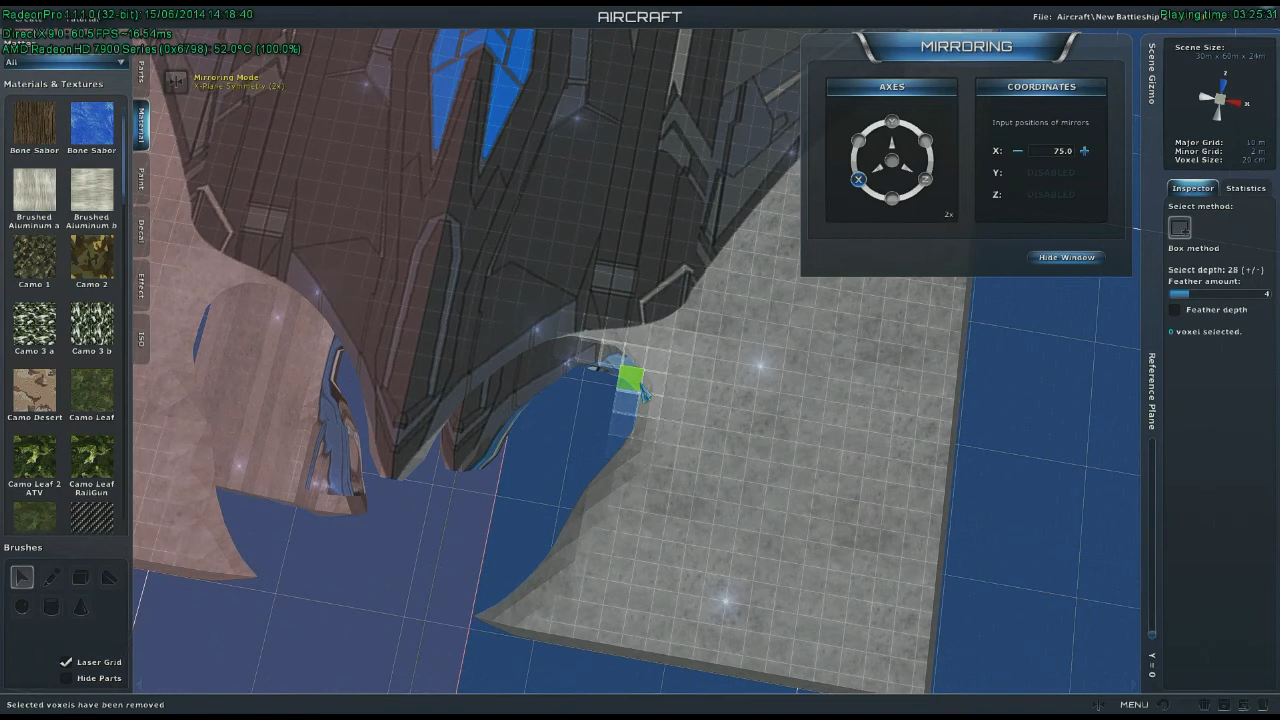 RadeonPro 1.1.1.0 (32-bit): 15/06/2014 14:18:40
DirectX 9.0 - 60.5 FPS ~16.54ms
AMD Radeon HD 7900 Series (0x6798) -52.0°C (100.0%)
AIRCRAFT
File: Aircraft\New Battleship
Playing time: 03:25:31
All
Materials & Textures
Bone Sabor
Bone Sabor
Brushed Aluminum a
Brushed Aluminum b
Camo 1
Camo 2
Camo 3 a
Camo 3 b
Camo Desert
Camo Leaf
Camo Leaf 2 ATV
Camo Leaf RailGun
Brushes
Laser Grid
Hide Parts
Selected voxels have been removed
Parts
Material
Paint
Decal
Effect
ISO
Mirroring Mode
X-Plane Symmetry (2x)
MIRRORING
AXES
Y
X
Z
2x
COORDINATES
Input positions of mirrors
X: 75.0
Y: DISABLED
Z: DISABLED
Hide Window
Scene Gizmo
Reference Plane
Y = 0
Scene Size:
30m x 60m x 24m
Z
X
Major Grid: 10 m
Minor Grid: 2 m
Voxel Size: 20 cm
Inspector
Statistics
Select method:
Box method
Select depth: 28 (+/-)
Feather amount:
4
Feather depth
0 voxel selected.
MENU